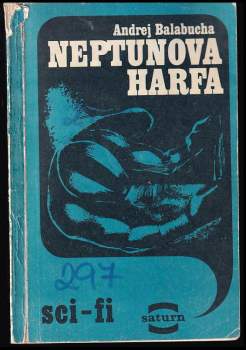 Andrej Balabucha
NEPTUNOVA
HARFA
297
sci-fi
saturn